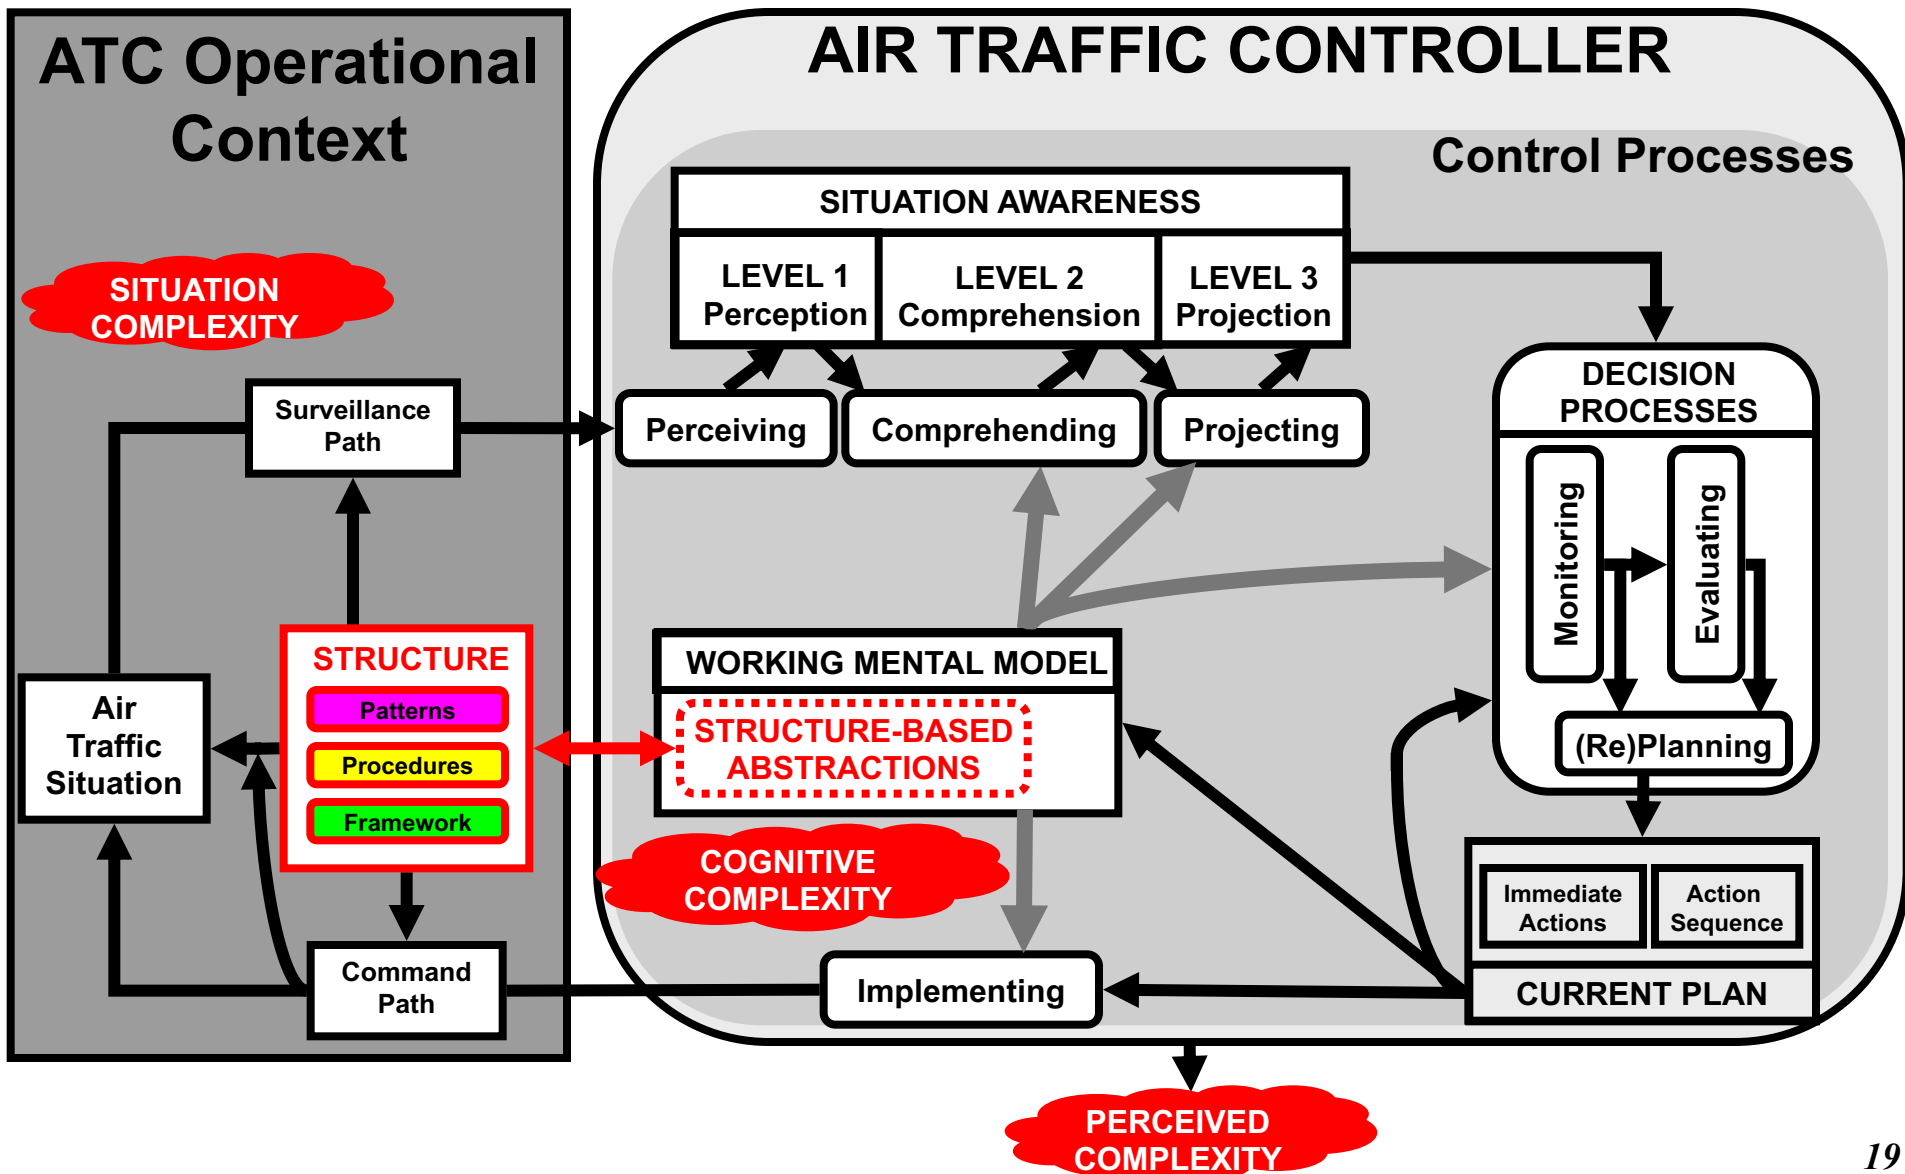 ATC Operational
Context
SITUATION
COMPLEXITY
Surveillance
Path
STRUCTURE
Patterns
Procedures
Framework
Air
Traffic
Situation
Command
Path
AIR TRAFFIC CONTROLLER
Control Processes
SITUATION AWARENESS
LEVEL 1
Perception
LEVEL 2
Comprehension
LEVEL 3
Projection
Perceiving
Comprehending
Projecting
DECISION
PROCESSES
Monitoring
Evaluating
(Re)Planning
WORKING MENTAL MODEL
STRUCTURE-BASED
ABSTRACTIONS
COGNITIVE
COMPLEXITY
Immediate
Actions
Action
Sequence
CURRENT PLAN
Implementing
PERCEIVED
COMPLEXITY
19